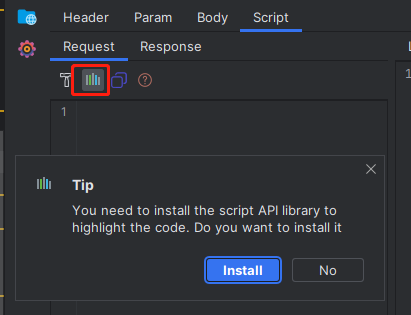 Header Param Body Script
Request Response
1
Tip
You need to install the script API library to
highlight the code. Do you want to install it
Install No